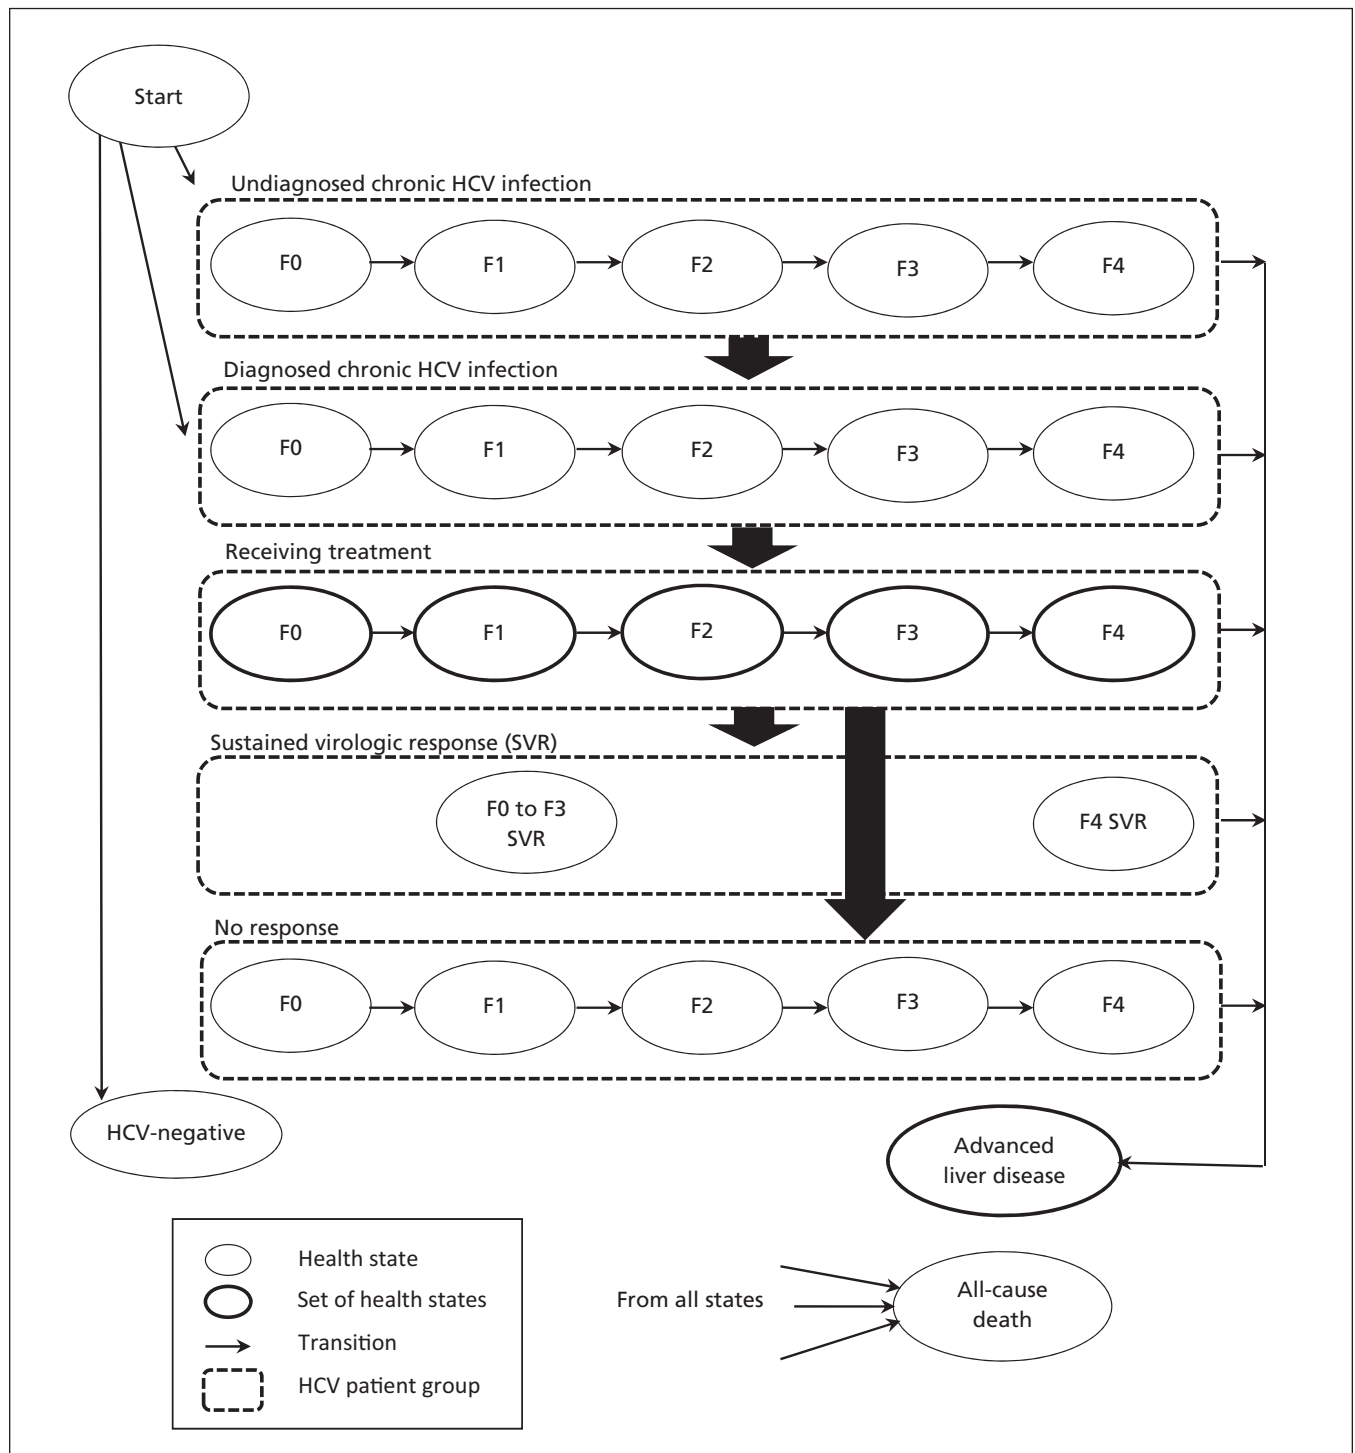 Start
Undiagnosed chronic HCV infection
F0
F1
F2
F3
F4
Diagnosed chronic HCV infection
F0
F1
F2
F3
F4
Receiving treatment
F0
F1
F2
F3
F4
Sustained virologic response (SVR)
F0 to F3
SVR
F4 SVR
No response
F0
F1
F2
F3
F4
HCV-negative
Advanced
liver disease
Health state
Set of health states
Transition
HCV patient group
From all states
All-cause
death